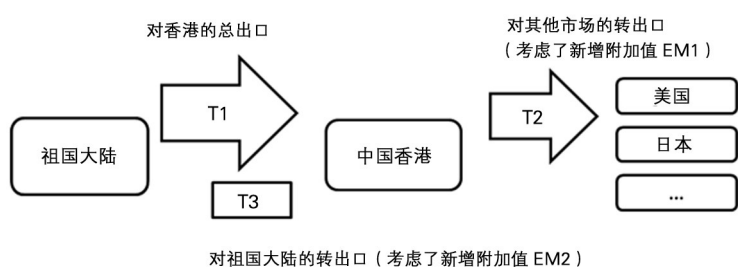 对香港的总出口
对其他市场的转出口
（考虑了新增附加值 EM1）
T1
T2
美国
祖国大陆
中国香港
日本
T3
...
对祖国大陆的转出口（考虑了新增附加值 EM2）